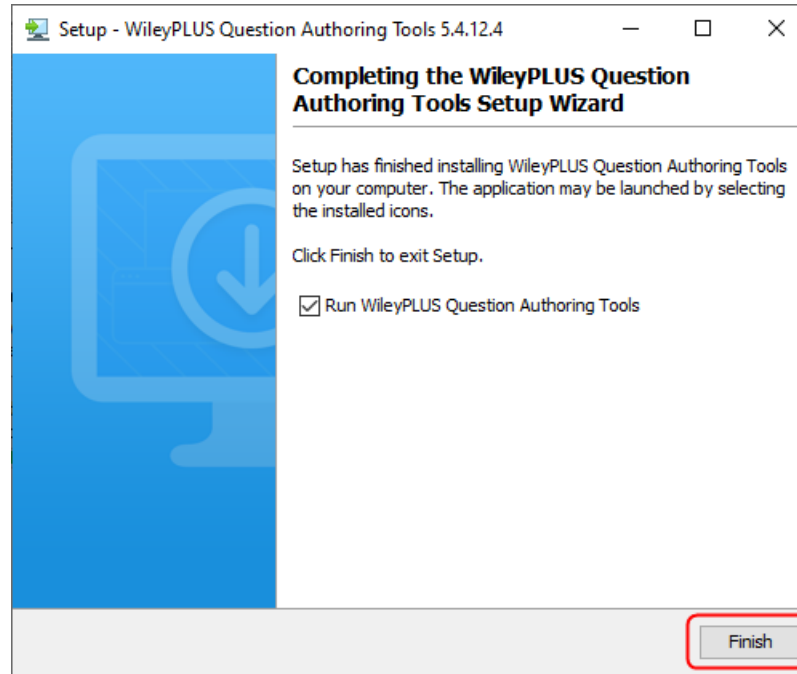 Setup - WileyPLUS Question Authoring Tools 5.4.12.4
Completing the WileyPLUS Question
Authoring Tools Setup Wizard
Setup has finished installing WileyPLUS Question Authoring Tools
on your computer. The application may be launched by selecting
the installed icons.
Click Finish to exit Setup.
Run WileyPLUS Question Authoring Tools
Finish